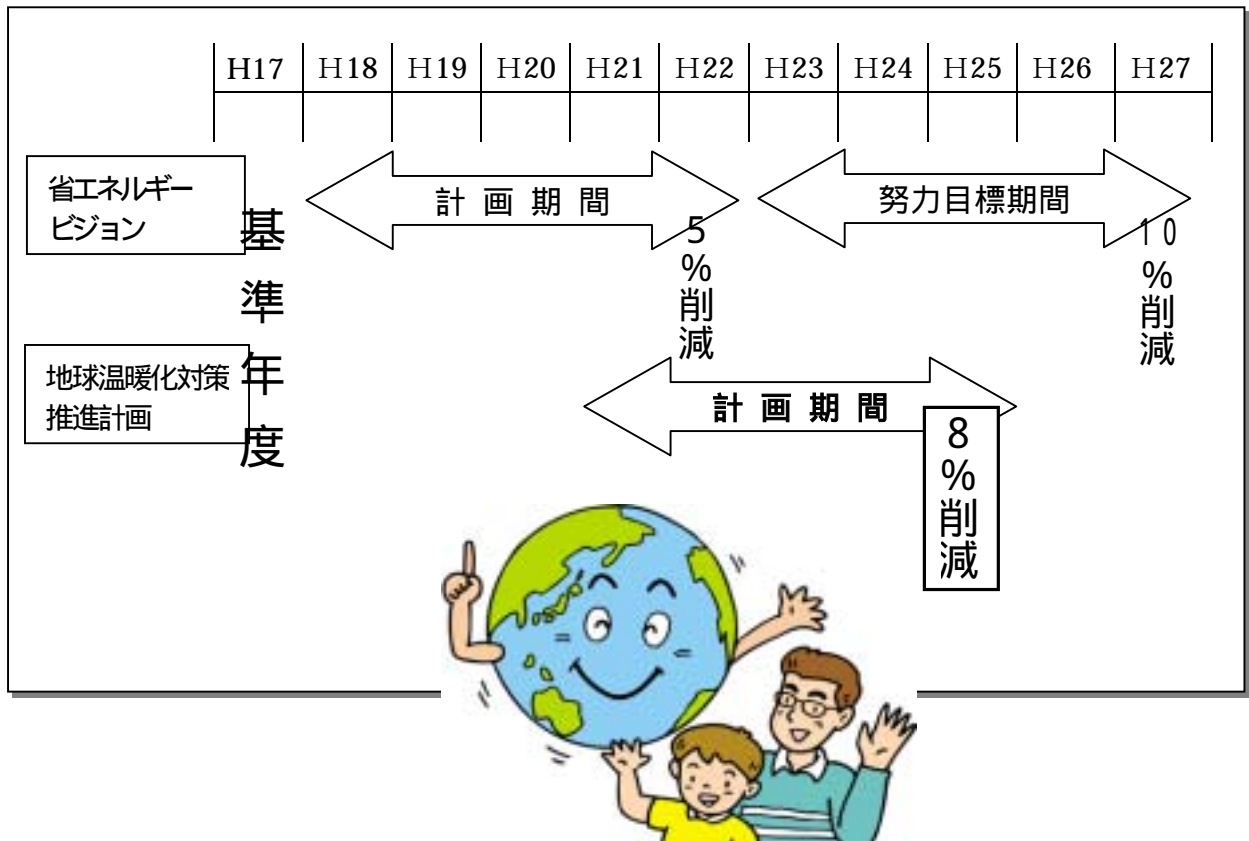 H17 H18 H19 H20 H21 H22 H23 H24 H25 H26 H27
省エネルギー
ビジョン
基準年度
計画期間
5%削減
努力目標期間
10%削減
地球温暖化対策
推進計画
計画期間
8%削減